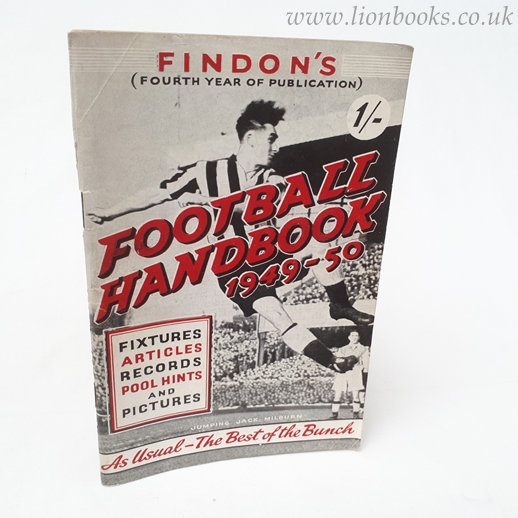 www.lionbooks.co.uk
FINDON'S
(FOURTH YEAR OF PUBLICATION)
1/-
FOOTBALL
HANDBOOK
1949-50
FIXTURES
ARTICLES
RECORDS
POOL HINTS
AND
PICTURES
JUMPING JACK MILBURN
As Usual - The Best of the Bunch